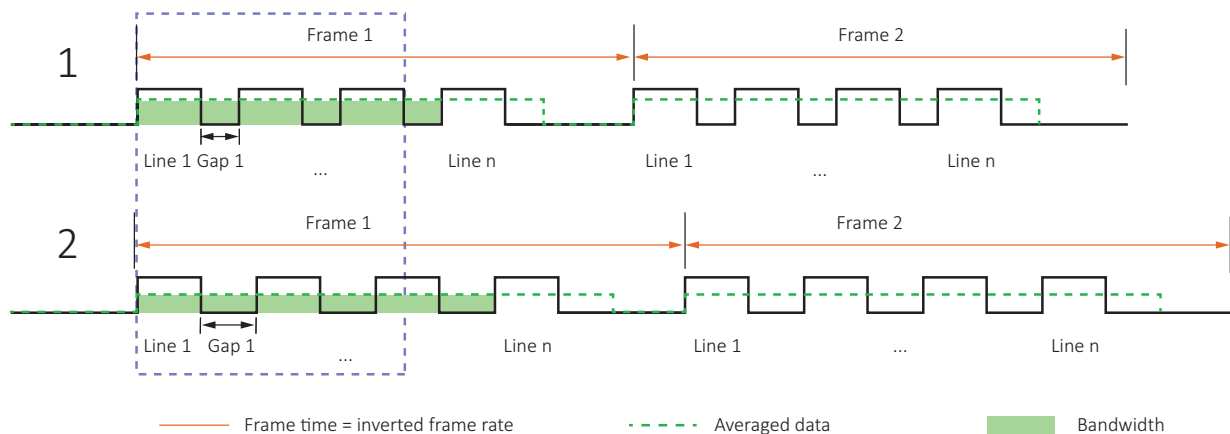 1
Frame 1
Frame 2
Line 1 Gap 1
...
Line n
Line 1
...
Line n
2
Frame 1
Frame 2
Line 1
Gap 1
...
Line n
Line 1
...
Line n
Frame time = inverted frame rate
Averaged data
Bandwidth